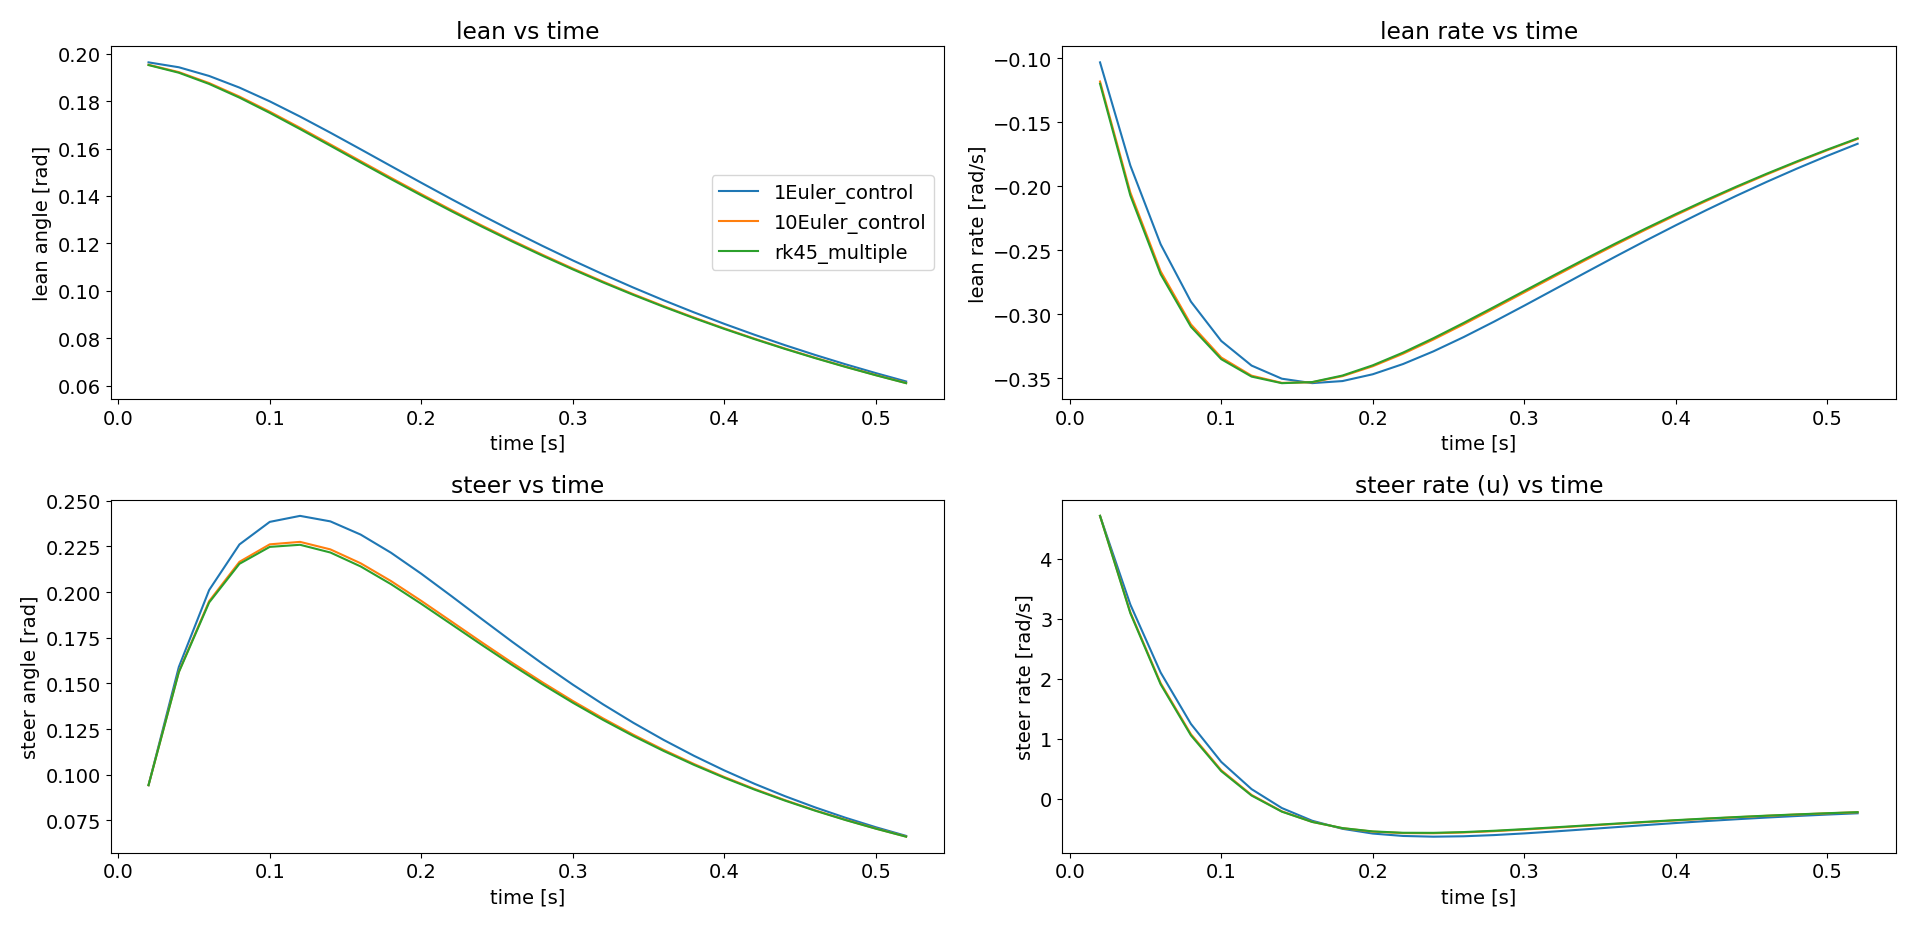 lean vs time
0.20
0.18
0.16
0.14
0.12
0.10
0.08
0.06
lean angle [rad]
1Euler_control
10Euler_control
rk45_multiple
0.0 0.1 0.2 0.3 0.4 0.5
time [s]
lean rate vs time
−0.10
−0.15
−0.20
−0.25
−0.30
−0.35
lean rate [rad/s]
0.0 0.1 0.2 0.3 0.4 0.5
time [s]
steer vs time
0.250
0.225
0.200
0.175
0.150
0.125
0.100
0.075
steer angle [rad]
0.0 0.1 0.2 0.3 0.4 0.5
time [s]
steer rate (u) vs time
4
3
2
1
0
steer rate [rad/s]
0.0 0.1 0.2 0.3 0.4 0.5
time [s]